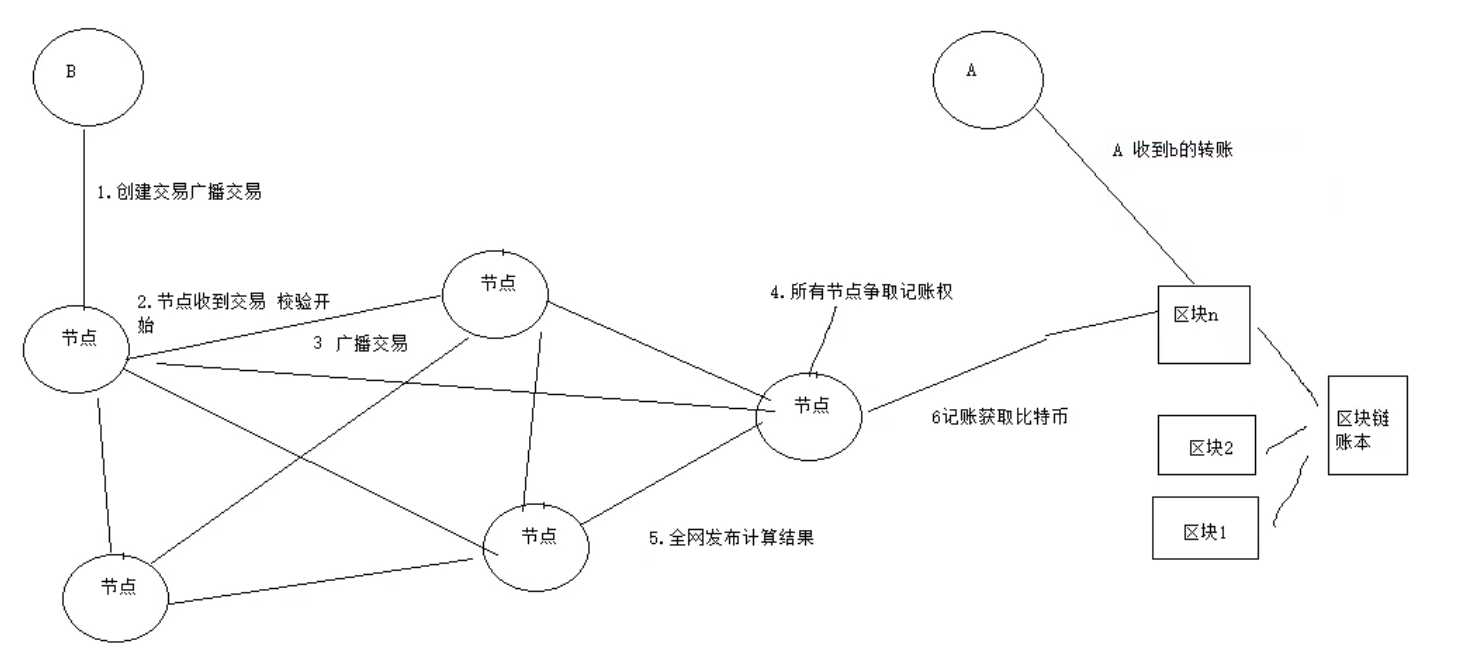 B
A
A 收到b的转账
1.创建交易广播交易
节点
2.节点收到交易 校验开
始
4.所有节点争取记账权
区块n
节点
3 广播交易
节点
6记账获取比特币
区块链
账本
区块2
节点
5.全网发布计算结果
区块1
节点